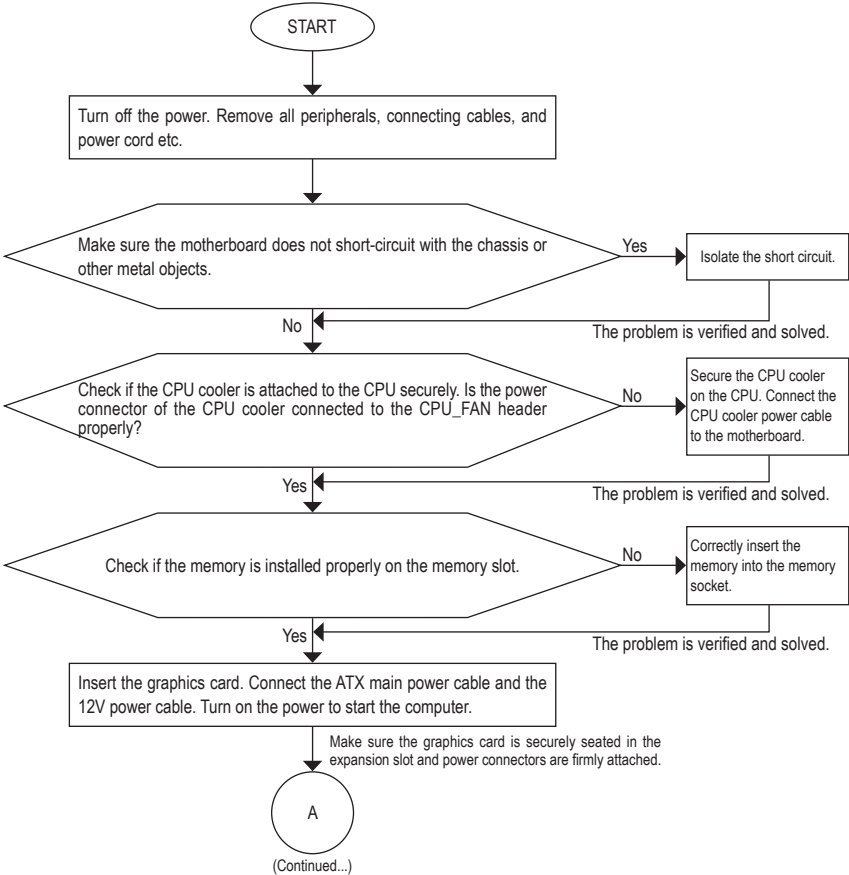 START
Turn off the power. Remove all peripherals, connecting cables, and
power cord etc.
Make sure the motherboard does not short-circuit with the chassis or
other metal objects.
Yes
Isolate the short circuit.
No
The problem is verified and solved.
Check if the CPU cooler is attached to the CPU securely. Is the power
connector of the CPU cooler connected to the CPU_FAN header
properly?
No
Secure the CPU cooler
on the CPU. Connect the
CPU cooler power cable
to the motherboard.
Yes
The problem is verified and solved.
Check if the memory is installed properly on the memory slot.
No
Correctly insert the
memory into the memory
socket.
Yes
The problem is verified and solved.
Insert the graphics card. Connect the ATX main power cable and the
12V power cable. Turn on the power to start the computer.
Make sure the graphics card is securely seated in the
expansion slot and power connectors are firmly attached.
A
(Continued...)